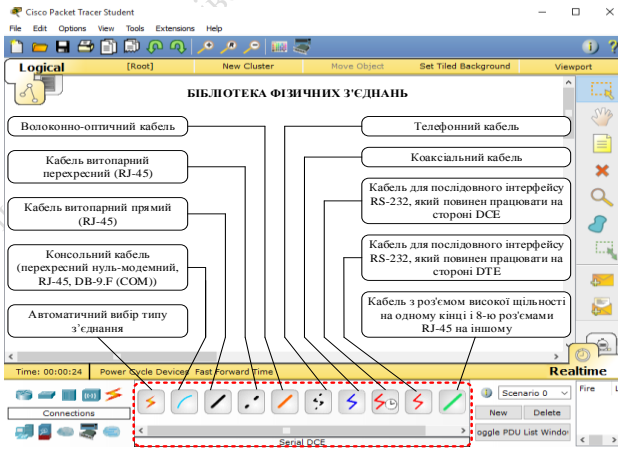 Cisco Packet Tracer Student
File Edit Options View Tools Extensions Help
Logical [Root] New Cluster Move Object Set Tiled Background Viewport
БІБЛІОТЕКА ФІЗИЧНИХ З'ЄДНАНЬ
Волоконно-оптичний кабель
Кабель витопарний
перехресний (RJ-45)
Кабель витопарний прямий
(RJ-45)
Консольний кабель
(перехресний нуль-модемний,
RJ-45, DB-9.F (COM))
Автоматичний вибір типу
з’єднання
Телефонний кабель
Коаксіальний кабель
Кабель для послідовного інтерфейсу
RS-232, який повинен працювати на
стороні DCE
Кабель для послідовного інтерфейсу
RS-232, який повинен працювати на
стороні DTE
Кабель з роз'ємом високої щільності
на одному кінці і 8-ю роз'ємами
RJ-45 на іншому
Time: 00:00:24 Power Cycle Devices Fast Forward Time Realtime
Connections
Serial DCE
Scenario 0
New Delete
oggle PDU List Windo
Fire L